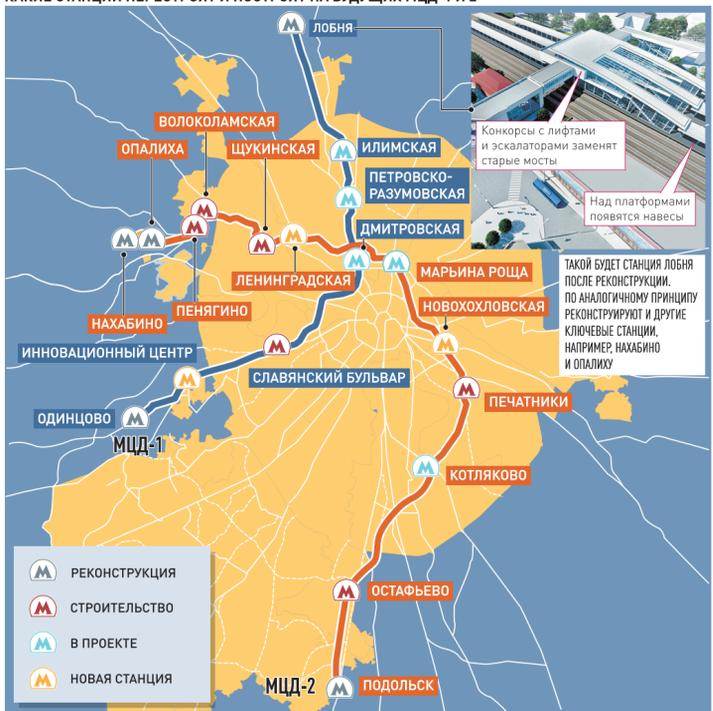 ЛОБНЯ
Конкорсы с лифтами
и эскалаторами заменят
старые мосты
Над платформами
появятся навесы
ВОЛОКОЛАМСКАЯ
ОПАЛИХА
ЩУКИНСКАЯ
ИЛИМСКАЯ
ПЕТРОВСКО-
РАЗУМОВСКАЯ
ДМИТРОВСКАЯ
ЛЕНИНГРАДСКАЯ
МАРЬИНА РОЩА
ТАКОЙ БУДЕТ СТАНЦИЯ ЛОБНЯ
ПОСЛЕ РЕКОНСТРУКЦИИ.
ПО АНАЛОГИЧНОМУ ПРИНЦИПУ
РЕКОНСТРУИРУЮТ И ДРУГИЕ
КЛЮЧЕВЫЕ СТАНЦИИ,
НАПРИМЕР, НАХАБИНО
И ОПАЛИХУ
НАХАБИНО
ПЕНЯГИНО
НОВОХОХЛОВСКАЯ
ИННОВАЦИОННЫЙ ЦЕНТР
СЛАВЯНСКИЙ БУЛЬВАР
ОДИНЦОВО
МЦД-1
ПЕЧАТНИКИ
КОТЛЯКОВО
РЕКОНСТРУКЦИЯ
СТРОИТЕЛЬСТВО
В ПРОЕКТЕ
НОВАЯ СТАНЦИЯ
ОСТАФЬЕВО
МЦД-2
ПОДОЛЬСК